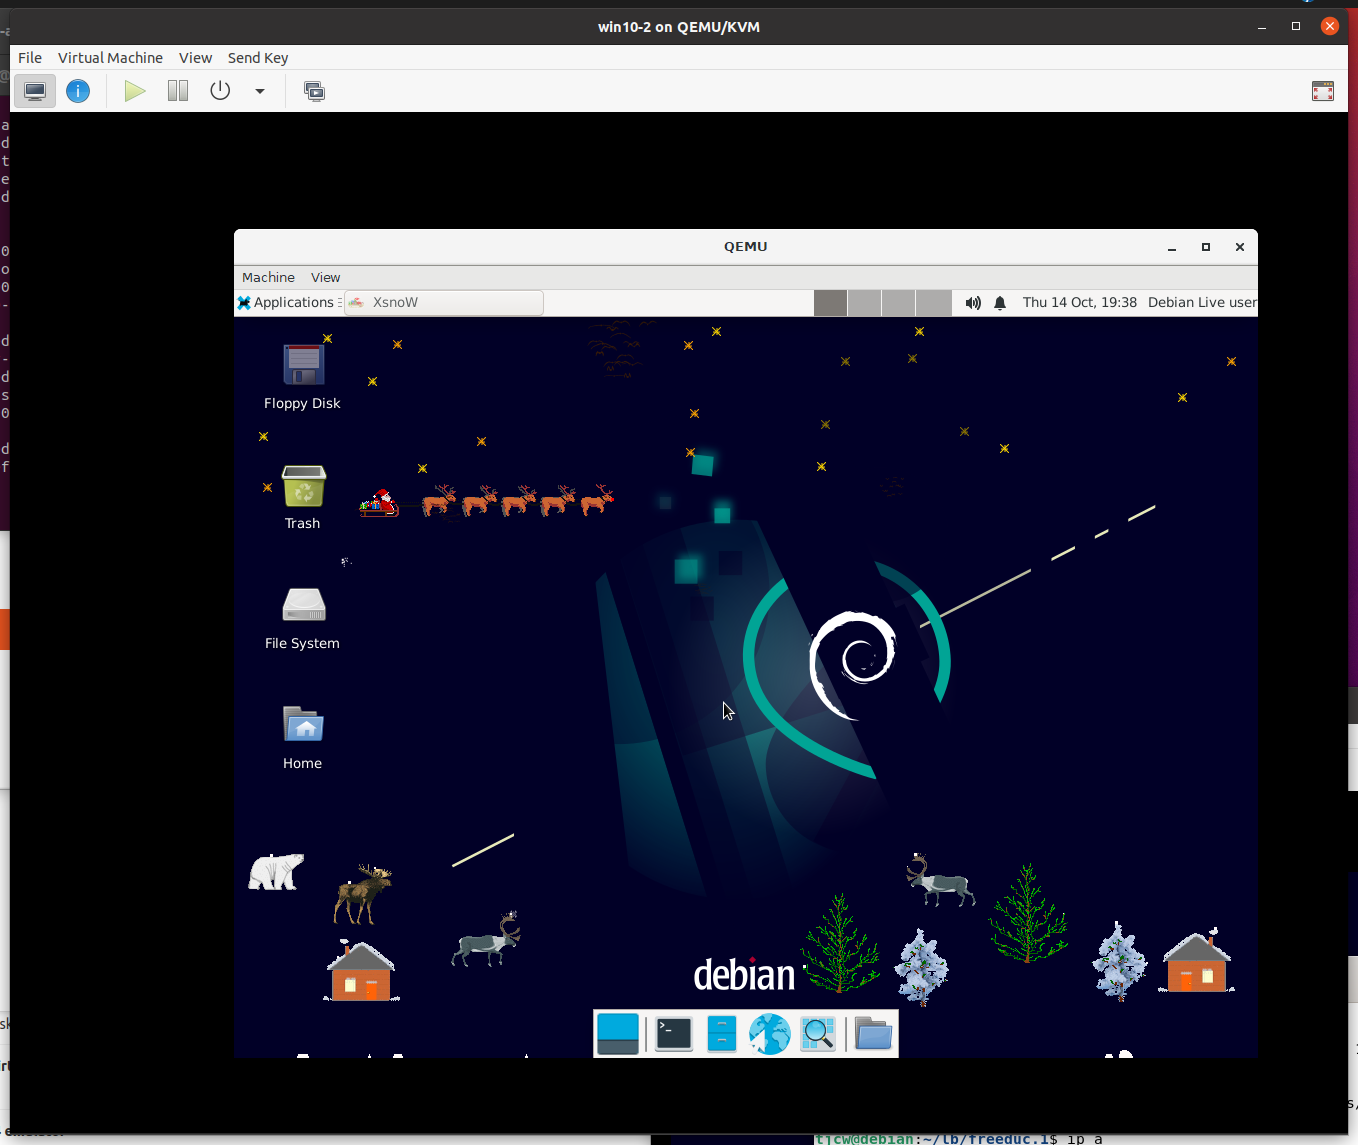 win10-2 on QEMU/KVM
File Virtual Machine View Send Key
QEMU
Machine View
Applications XsnoW Thu 14 Oct, 19:38 Debian Live user
Floppy Disk
Trash
File System
Home
debian
tjcw@debian:~/lb/freeduc.1$ ip a